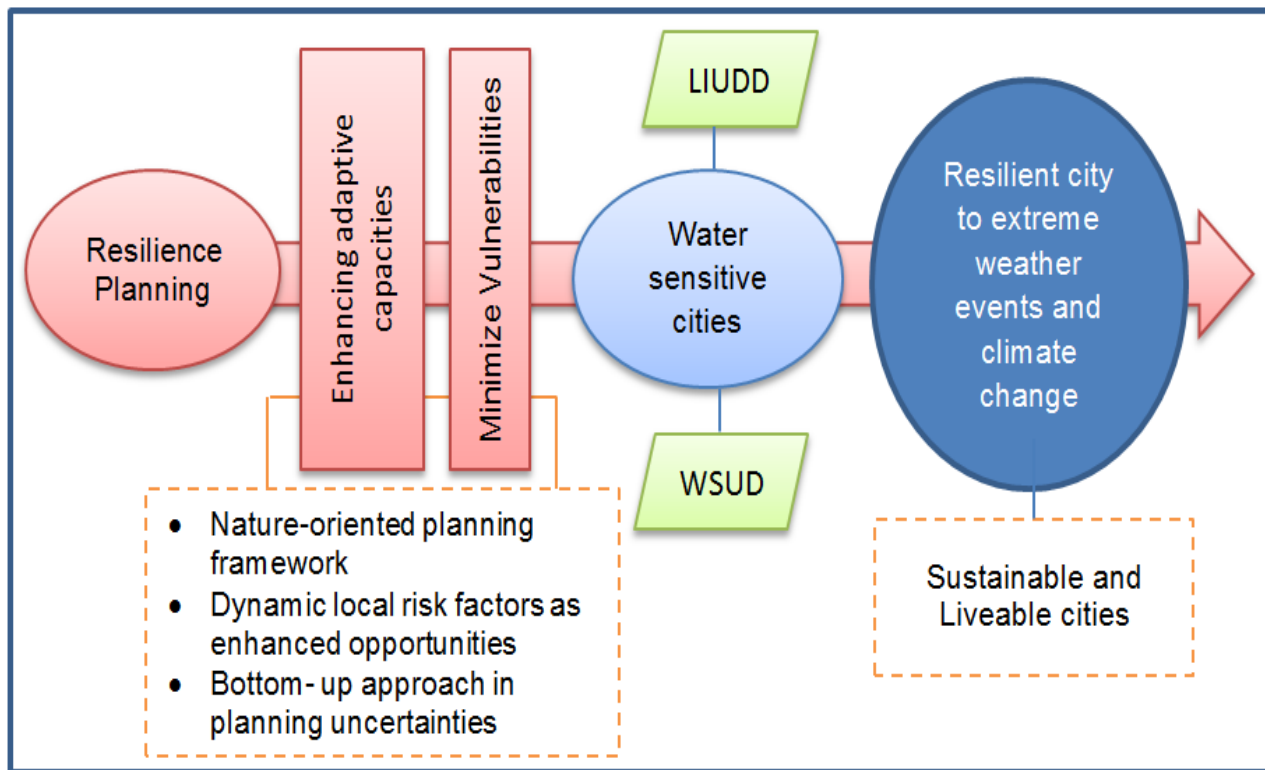 Resilience
Planning
Enhancing adaptive
capacities
Minimize Vulnerabilities
• Nature-oriented planning
framework
• Dynamic local risk factors as
enhanced opportunities
• Bottom- up approach in
planning uncertainties
LIUDD
Water
sensitive
cities
WSUD
Resilient city
to extreme
weather
events and
climate
change
Sustainable and
Liveable cities